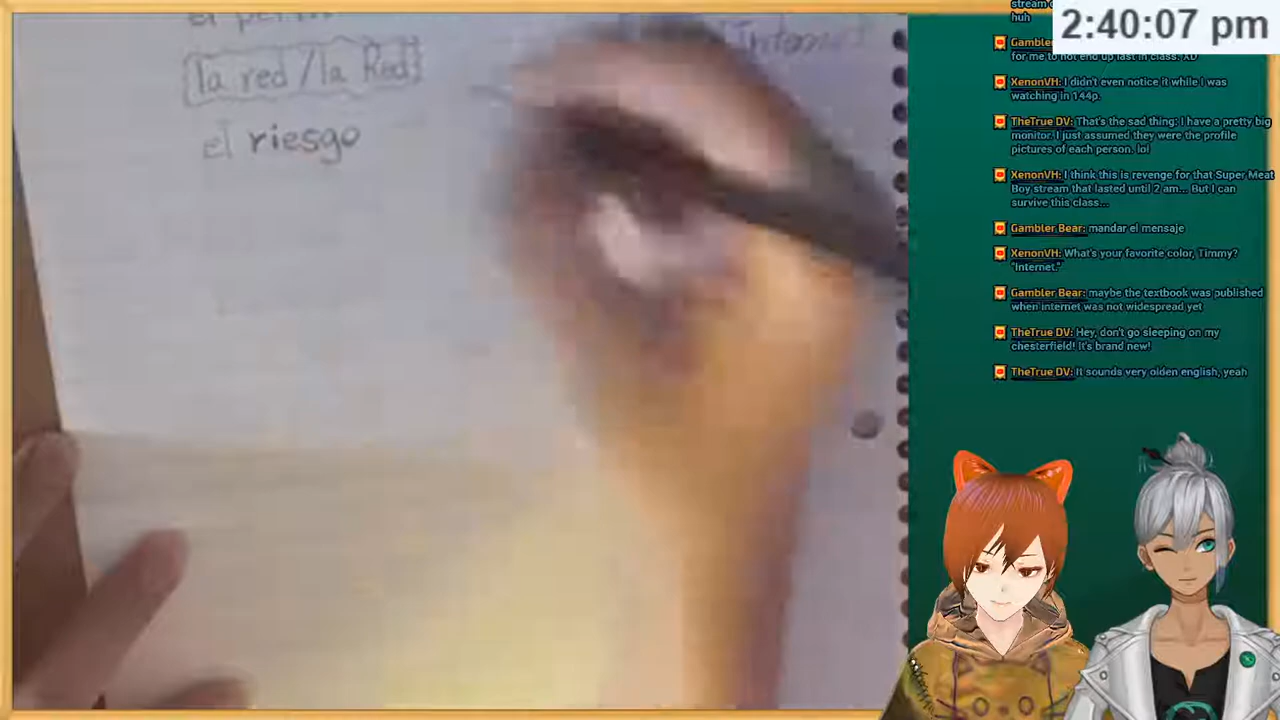 la red / la Red
Internet
el riesgo
2:40:07 pm
stream
huh
Gambler
for me to not end up last in class. XD
XenonVH: I didn't even notice it while I was
watching in 144p.
TheTrue DV: That's the sad thing: I have a pretty big
monitor. I just assumed they were the profile
pictures of each person. lol
XenonVH: I think this is revenge for that Super Meat
Boy stream that lasted until 2 am... But I can
survive this class...
Gambler Bear: mandar el mensaje
XenonVH: What's your favorite color, Timmy?
"Internet."
Gambler Bear: maybe the textbook was published
when internet was not widespread yet
TheTrue DV: Hey, don't go sleeping on my
chesterfield! It's brand new!
TheTrue DV: It sounds very olden english, yeah